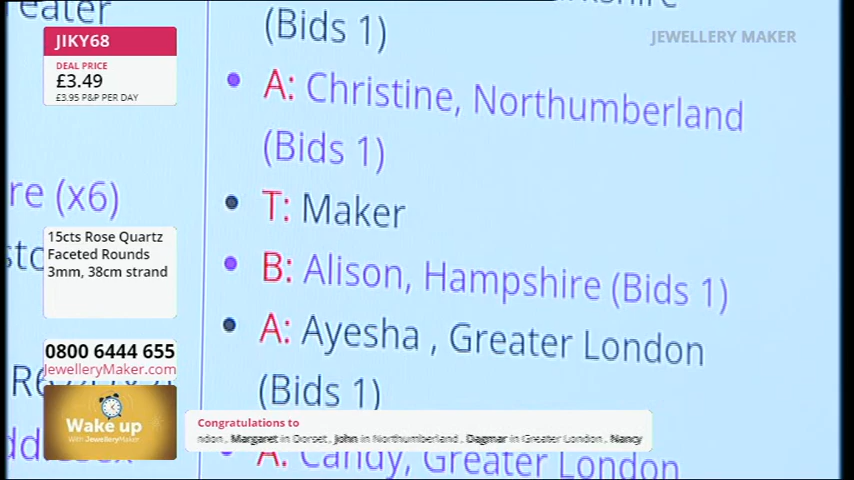 JIKY68
DEAL PRICE
£3.49
£3.95 P&P PER DAY
JEWELLERY MAKER
(Bids 1)
A: Christine, Northumberland
(Bids 1)
T: Maker
B: Alison, Hampshire (Bids 1)
A: Ayesha , Greater London
(Bids 1)
A: Candy, Greater London
re (x6)
15cts Rose Quartz
Faceted Rounds
3mm, 38cm strand
0800 6444 655
JewelleryMaker.com
Wake up
With JewelleryMaker
Congratulations to
ndon , Margaret in Dorset , John in Northumberland , Dagmar in Greater London , Nancy